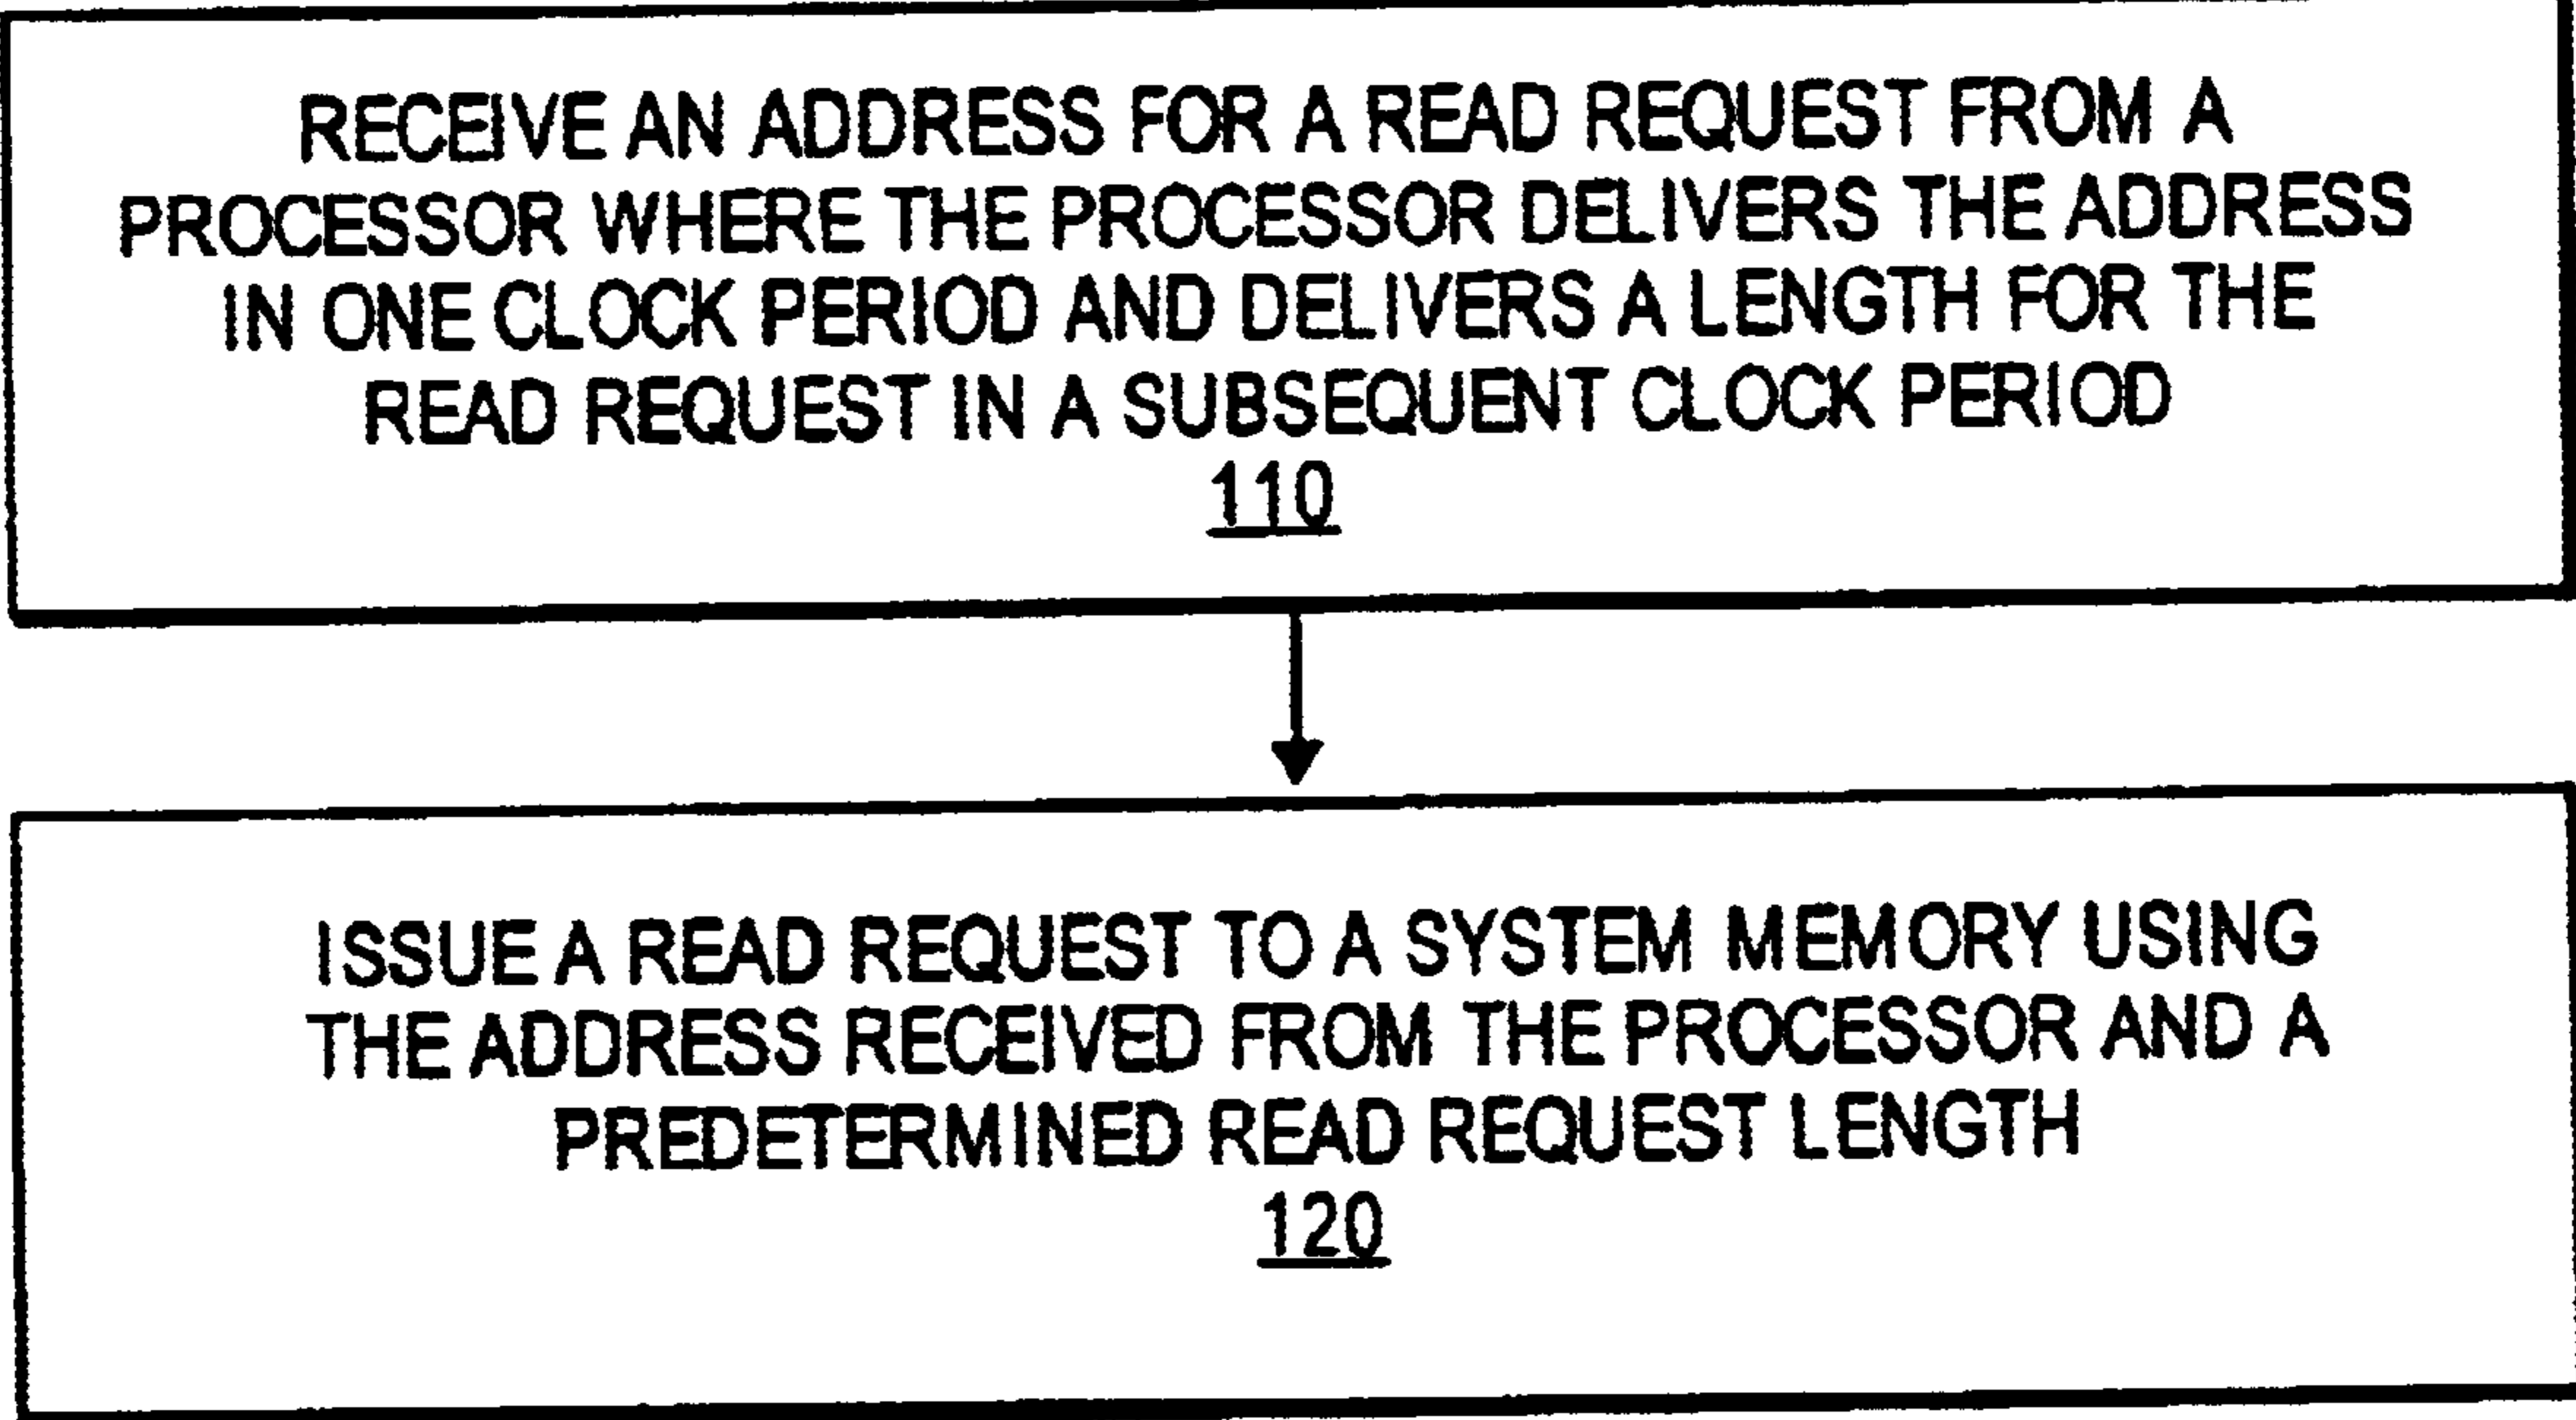 RECEIVE AN ADDRESS FOR A READ REQUEST FROM A
PROCESSOR WHERE THE PROCESSOR DELIVERS THE ADDRESS
IN ONE CLOCK PERIOD AND DELIVERS A LENGTH FOR THE
READ REQUEST IN A SUBSEQUENT CLOCK PERIOD
110
ISSUE A READ REQUEST TO A SYSTEM MEMORY USING
THE ADDRESS RECEIVED FROM THE PROCESSOR AND A
PREDETERMINED READ REQUEST LENGTH
120